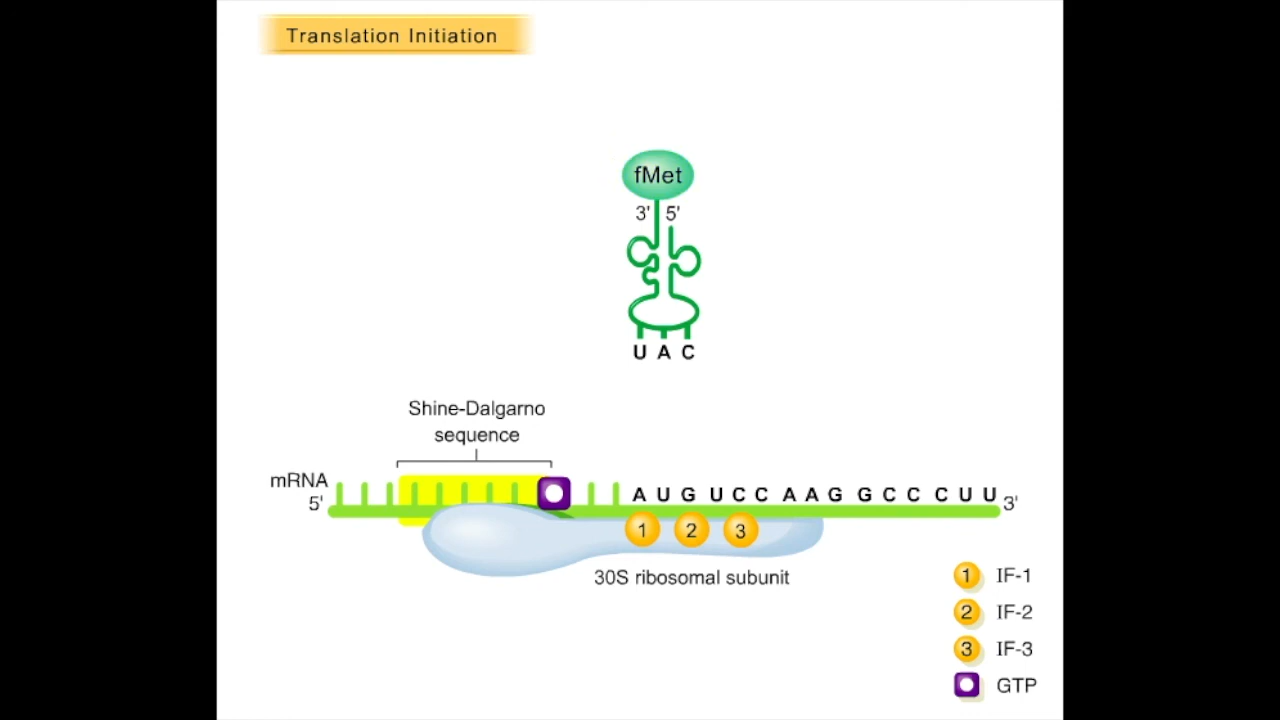 Translation Initiation
fMet
3' 5'
U A C
Shine-Dalgarno
sequence
mRNA
5'
A U G U C C A A G G C C C U U
3'
1 2 3
30S ribosomal subunit
1 IF-1
2 IF-2
3 IF-3
GTP